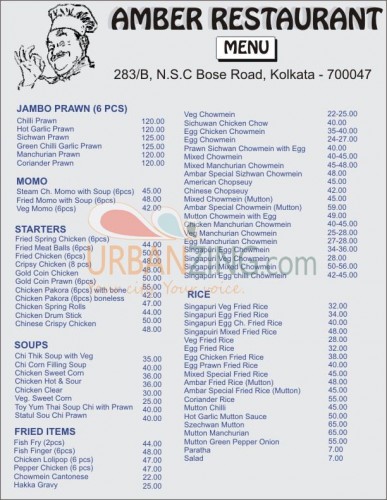 AMBER RESTAURANT
MENU
283/B, N.S.C Bose Road, Kolkata - 700047
JAMBO PRAWN (6 PCS)
Chilli Prawn 120.00
Hot Garlic Prawn 120.00
Sichwan Prawn 125.00
Green Chilli Garlic Prawn 125.00
Manchurian Prawn 120.00
Coriander Prawn 120.00
MOMO
Steam Ch. Momo with Soup (6pcs) 45.00
Fried Momo with Soup (6pcs) 48.00
Veg Momo (6pcs) 42.00
STARTERS
Fried Spring Chicken (6pcs)
Fried Meat Balls (6pcs) 44.00
Fried Chicken (6pcs)
Cripsy Chicken (8 pcs) 48.00
Gold Coin Chicken 50.00
Gold Coin Prawn (6pcs)
Chicken Pakora (6pcs) with bone 55.00
Chicken Pakora (6pcs) boneless 42.00
Chicken Spring Rolls 50.00
Chicken Drum Stick 50.00
Chinese Crispy Chicken 48.00
SOUPS
Chi Thik Soup with Veg 35.00
Chi Corn Filling Soup 40.00
Chicken Sweet Corn 36.00
Chicken Hot & Sour 36.00
Chicken Clear 30.00
Veg. Sweet Corn 25.00
Toy Yum Thai Soup Chi with Prawn 40.00
Statul Sou Chi Prawn 40.00
FRIED ITEMS
Fish Fry (2pcs) 44.00
Fish Finger (6pcs) 48.00
Chicken Lolipop (6 pcs) 47.00
Pepper Chicken (6 pcs) 47.00
Chowmein Cantonese 22.00
Hakka Gravy 25.00
Veg Chowmein 22-25.00
Sichuwan Chicken Chow 40.00
Egg Chicken Chowmein 35-40.00
Egg Chowmein 24-27.00
Prawn Sichwan Chowmein with Egg 40.00
Mixed Chowmein 40-45.00
Mixed Manchurian Chowmein 45-48.00
Ambar Special Sizhwan Chowmein 48.00
American Chopseuy 45.00
Chinese Chopseuy 42.00
Mixed Chowmein (Mutton) 45.00
Ambar Special Chowmein (Mutton) 59.00
Mutton Chowmein with Egg 49.00
Chicken Manchurian Chowmein 40-45.00
Veg Manchurian Chowmein 25-28.00
Egg Manchurian Chowmein 27-28.00
Singapuri Egg Chowmein 34-36.00
Singapuri Egg Chowmein 28.00
Singapuri Mixed Chowmein 50-56.00
Singapuri Egg Chi Chowmein 42-45.00
RICE
Singapuri Veg Fried Rice 32.00
Singapuri Egg Fried Rice 34.00
Singapuri Egg Ch. Fried Rice 40.00
Singapuiri Mixed Fried Rice 48.00
Veg Fried Rice 28.00
Egg Fried Rice 32.00
Egg Chicken Fried Rice 38.00
Egg Prawn Fried Rice 40.00
Mixed Special Fried Rice 45.00
Ambar Fried Rice (Mutton) 48.00
Ambar Special Fried Rice (Mutton) 45.00
Coriander Rice 55.00
Mutton Chilli 45.00
Hot Garlic Mutton Sauce 50.00
Szechwan Mutton 65.00
Manchurian Mutton 65.00
Mutton Green Pepper Onion 55.00
Paratha 7.00
Salad 7.00